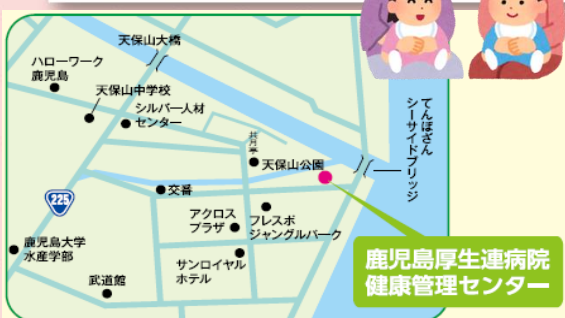 天保山大橋
ハローワーク
鹿児島
天保山中学校
シルバー人材
センター
てんぽざん
シーサイドブリッジ
天保山公園
225
交番
アクロス
プラザ
フレスポ
ジャングルパーク
鹿児島大学
水産学部
サンロイヤル
ホテル
武道館
鹿児島厚生連病院
健康管理センター